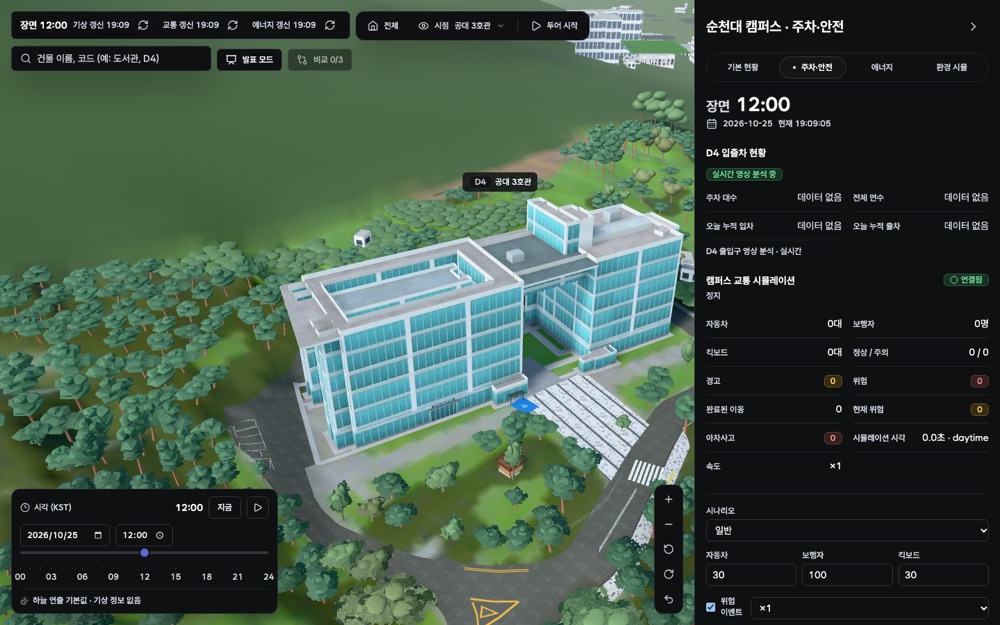 장면 12:00 기상 갱신 19:09 교통 갱신 19:09 에너지 갱신 19:09
전체 시점 공대 3호관 투어 시작
건물 이름, 코드 (예: 도서관, D4) 발표 모드 비교 0/3
D4 공대 3호관
시각 (KST) 12:00 지금
2026/10/25 12:00
00 03 06 09 12 15 18 21 24
하늘 연출 기본값 · 기상 정보 없음
순천대 캠퍼스 · 주차·안전
기본 현황 주차·안전 에너지 환경 시뮬
장면 12:00
2026-10-25 현재 19:09:05
D4 입출차 현황
실시간 영상 분석 중
주차 대수 데이터 없음 전체 면수 데이터 없음
오늘 누적 입차 데이터 없음 오늘 누적 출차 데이터 없음
D4 출입구 영상 분석 · 실시간
캠퍼스 교통 시뮬레이션 연결됨
정지
자동차 0대 보행자 0명
킥보드 0대 정상 / 주의 0 / 0
경고 0 위험 0
완료된 이동 0 현재 위험 0
아차사고 0 시뮬레이션 시각 0.0초 · daytime
속도 ×1
시나리오
일반
자동차 보행자 킥보드
30 100 30
위험 이벤트 ×1